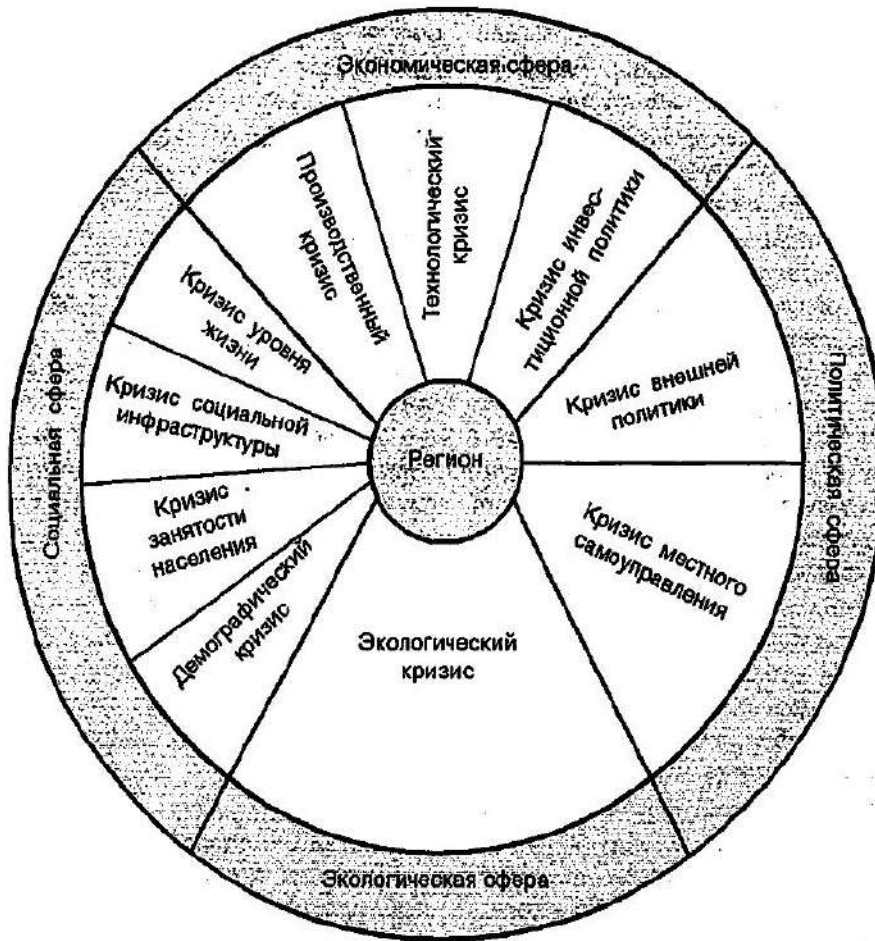 Экономическая сфера
Производственный
кризис
Технологический
кризис
Кризис инвес-
тиционной политики
Кризис уровня
жизни
Кризис социальной
инфраструктуры
Кризис
занятости
населения
Демографический
кризис
Социальная сфера
Регион
Кризис внешней
политики
Кризис местного
самоуправления
Политическая сфера
Экологический
кризис
Экологическая сфера